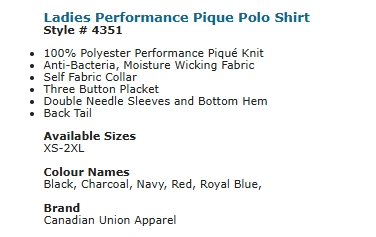 Ladies Performance Pique Polo Shirt
Style # 4351
• 100% Polyester Performance Piqué Knit
• Anti-Bacteria, Moisture Wicking Fabric
• Self Fabric Collar
• Three Button Placket
• Double Needle Sleeves and Bottom Hem
• Back Tail
Available Sizes
XS-2XL
Colour Names
Black, Charcoal, Navy, Red, Royal Blue,
Brand
Canadian Union Apparel